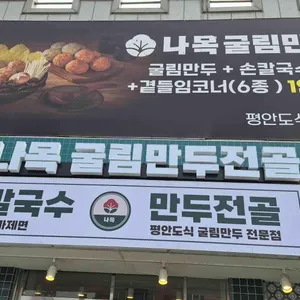 나목 굴림만
굴림만두 + 손칼국수
+곁들임코너(6종)
평안도식
나목 굴림만두전골
칼국수
만두전골
나목
평안도식 굴림만두 전문점